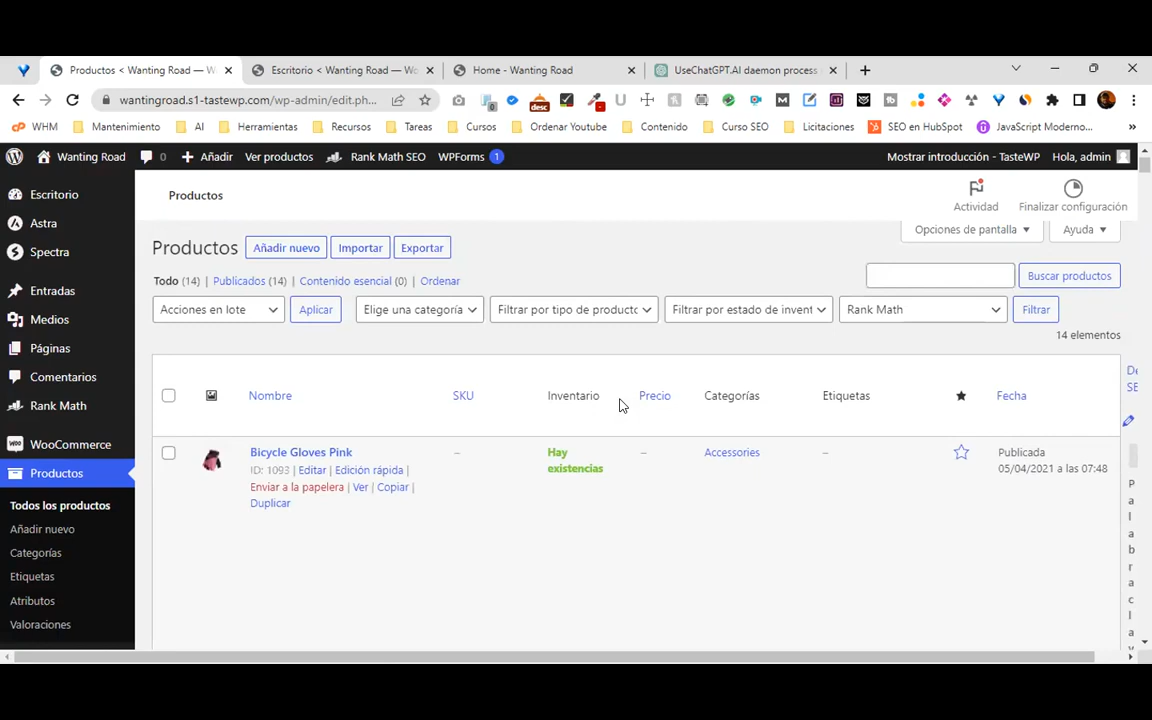 Productos < Wanting Road — W
Escritorio < Wanting Road — Wo
Home - Wanting Road
UseChatGPT.AI daemon process
wantingroad.s1-tastewp.com/wp-admin/edit.ph...
0
desc
M
WHM
Mantenimiento
AI
Herramientas
Recursos
Tareas
Cursos
Ordenar Youtube
Contenido
Curso SEO
Licitaciones
SEO en HubSpot
JavaScript Moderno...
»
Wanting Road
0
Añadir
Ver productos
Rank Math SEO
WPForms 1
Mostrar introducción - TasteWP
Hola, admin
Escritorio
Astra
Spectra
Entradas
Medios
Páginas
Comentarios
Rank Math
WooCommerce
Productos
Todos los productos
Añadir nuevo
Categorías
Etiquetas
Atributos
Valoraciones
Productos
Actividad
Finalizar configuración
Opciones de pantalla
Ayuda
Productos Añadir nuevo Importar Exportar
Todo (14) | Publicados (14) | Contenido esencial (0) | Ordenar
Buscar productos
Acciones en lote Aplicar Elige una categoría Filtrar por tipo de producto Filtrar por estado de invent Rank Math Filtrar
14 elementos
Nombre SKU Inventario Precio Categorías Etiquetas Fecha
De
SE
Bicycle Gloves Pink
ID: 1093 | Editar | Edición rápida |
Enviar a la papelera | Ver | Copiar |
Duplicar
–
Hay
existencias
–
Accessories
–
Publicada
05/04/2021 a las 07:48
P
a
l
a
b
r
a
c
l
a
v